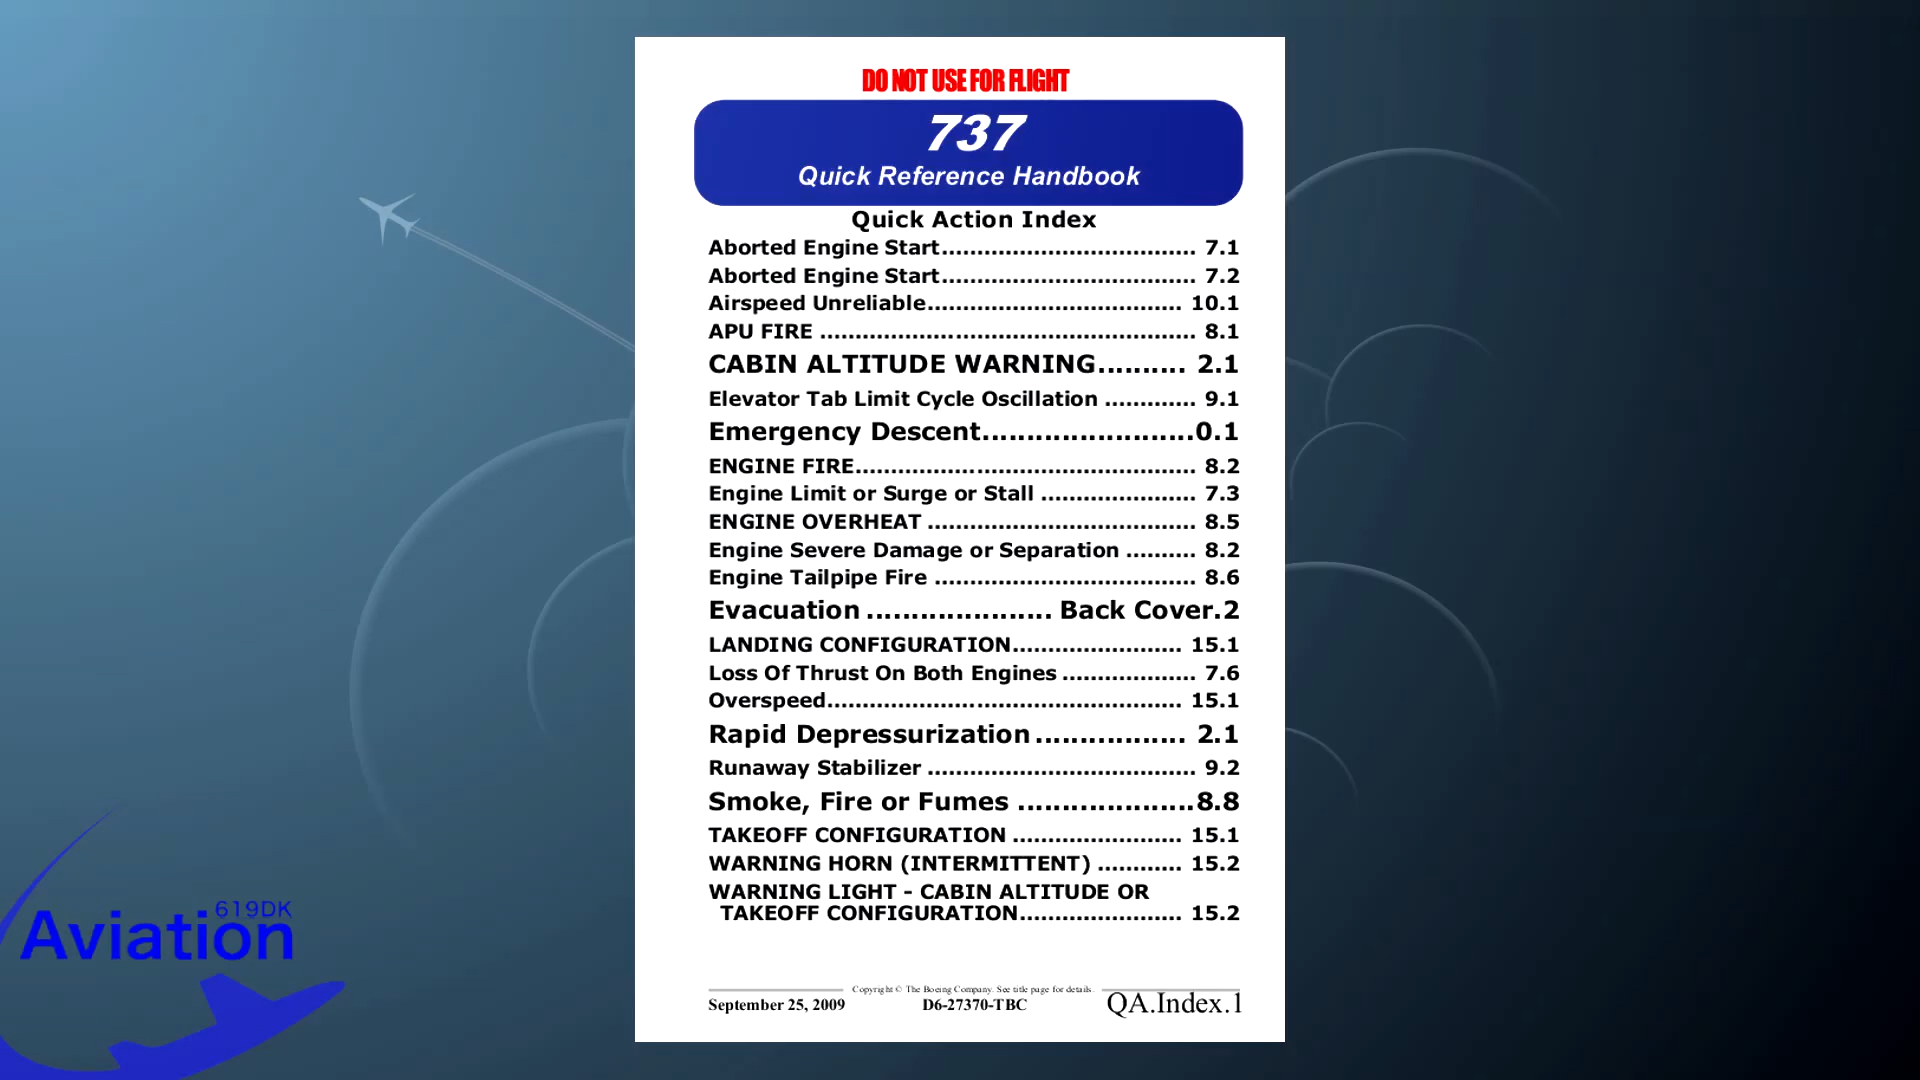 DO NOT USE FOR FLIGHT
737
Quick Reference Handbook
Quick Action Index
Aborted Engine Start.................................... 7.1
Aborted Engine Start.................................... 7.2
Airspeed Unreliable.................................... 10.1
APU FIRE ..................................................... 8.1
CABIN ALTITUDE WARNING.......... 2.1
Elevator Tab Limit Cycle Oscillation ............. 9.1
Emergency Descent........................0.1
ENGINE FIRE................................................ 8.2
Engine Limit or Surge or Stall ...................... 7.3
ENGINE OVERHEAT ...................................... 8.5
Engine Severe Damage or Separation .......... 8.2
Engine Tailpipe Fire ..................................... 8.6
Evacuation ..................... Back Cover.2
LANDING CONFIGURATION........................ 15.1
Loss Of Thrust On Both Engines ................... 7.6
Overspeed.................................................. 15.1
Rapid Depressurization ................. 2.1
Runaway Stabilizer ...................................... 9.2
Smoke, Fire or Fumes ....................8.8
TAKEOFF CONFIGURATION ........................ 15.1
WARNING HORN (INTERMITTENT) ............ 15.2
WARNING LIGHT - CABIN ALTITUDE OR
TAKEOFF CONFIGURATION....................... 15.2
Copyright © The Boeing Company. See title page for details.
September 25, 2009 D6-27370-TBC QA.Index.1
619DK
Aviation